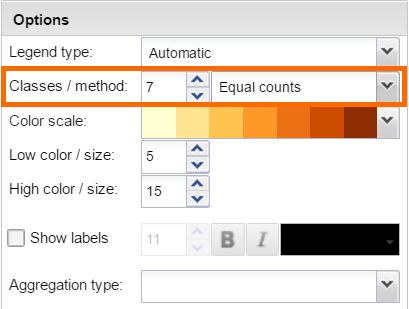 Options
Legend type: Automatic
Classes / method: 7 Equal counts
Color scale:
Low color / size: 5
High color / size: 15
Show labels 11 B I
Aggregation type: